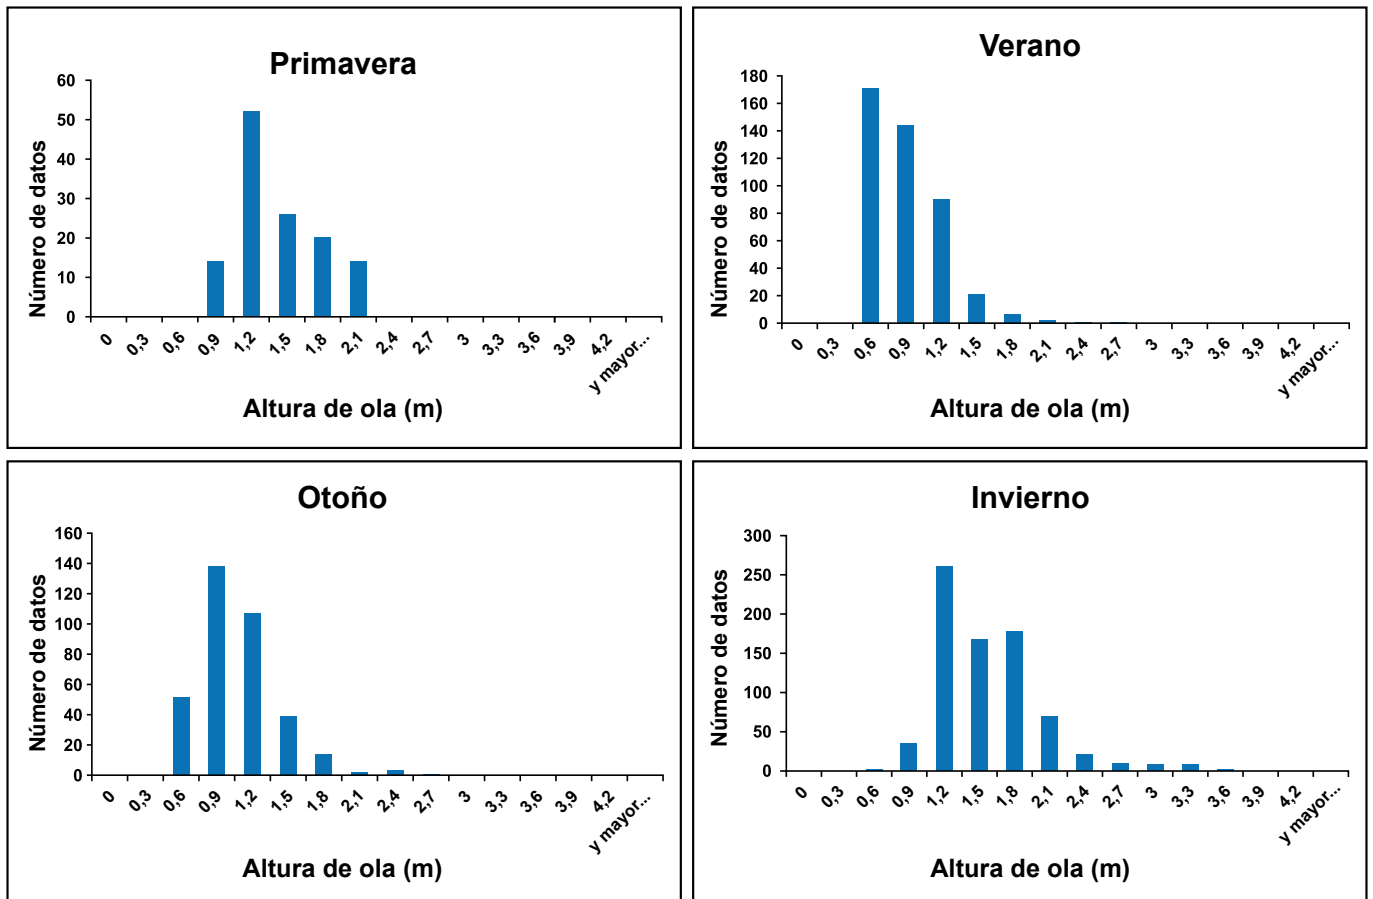 Primavera
Número de datos
60
50
40
30
20
10
0
0 0,3 0,6 0,9 1,2 1,5 1,8 2,1 2,4 2,7 3 3,3 3,6 3,9 4,2 y mayor...
Altura de ola (m)
Verano
Número de datos
180
160
140
120
100
80
60
40
20
0
0 0,3 0,6 0,9 1,2 1,5 1,8 2,1 2,4 2,7 3 3,3 3,6 3,9 4,2 y mayor...
Altura de ola (m)
Otoño
Número de datos
160
140
120
100
80
60
40
20
0
0 0,3 0,6 0,9 1,2 1,5 1,8 2,1 2,4 2,7 3 3,3 3,6 3,9 4,2 y mayor...
Altura de ola (m)
Invierno
Número de datos
300
250
200
150
100
50
0
0 0,3 0,6 0,9 1,2 1,5 1,8 2,1 2,4 2,7 3 3,3 3,6 3,9 4,2 y mayor...
Altura de ola (m)